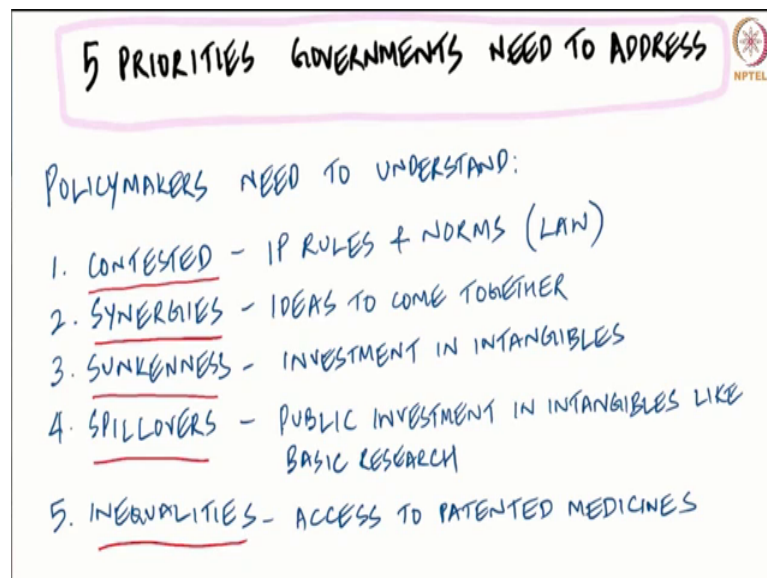 5 PRIORITIES GOVERNMENTS NEED TO ADDRESS
NPTEL
POLICYMAKERS NEED TO UNDERSTAND:
1. CONTESTED - IP RULES & NORMS (LAW)
2. SYNERGIES - IDEAS TO COME TOGETHER
3. SUNKENNESS - INVESTMENT IN INTANGIBLES
4. SPILLOVERS - PUBLIC INVESTMENT IN INTANGIBLES LIKE
BASIC RESEARCH
5. INEQUALITIES - ACCESS TO PATENTED MEDICINES